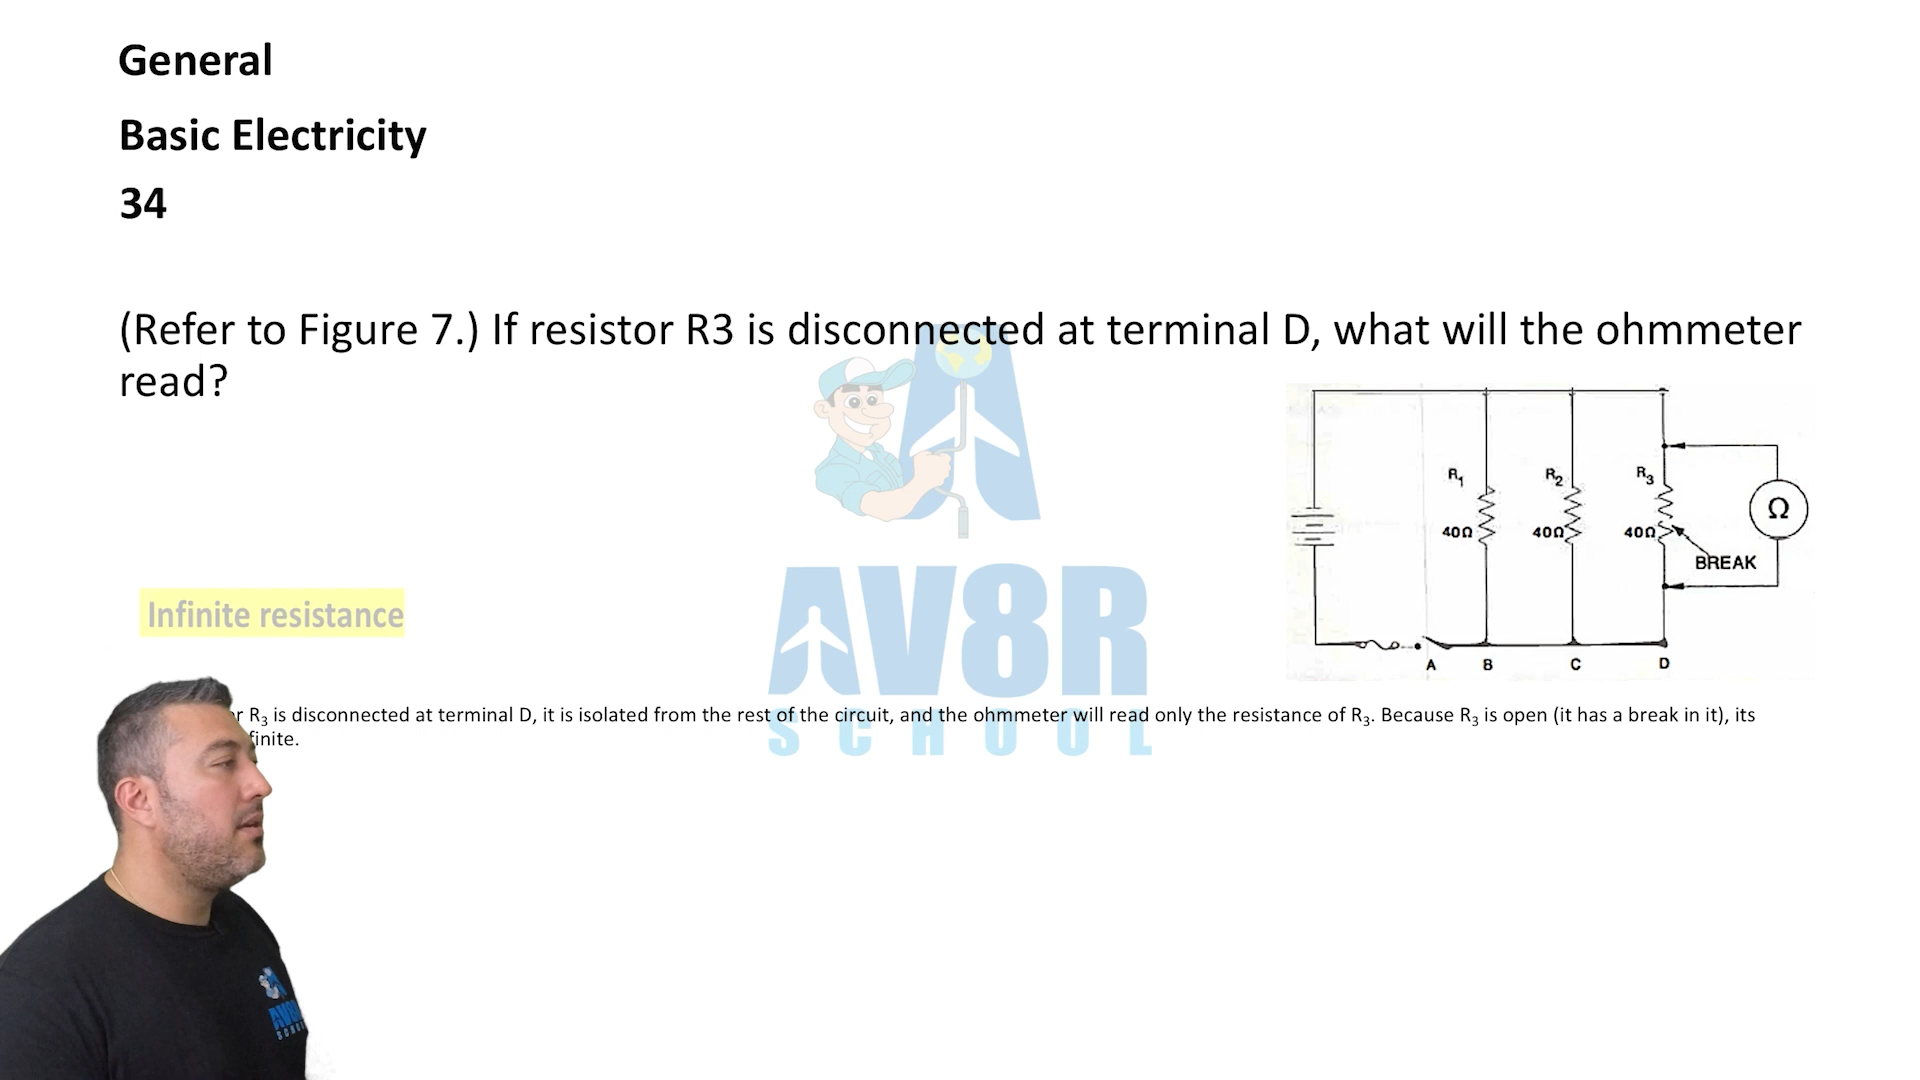 General
Basic Electricity
34
(Refer to Figure 7.) If resistor R3 is disconnected at terminal D, what will the ohmmeter
read?
R1
R2
R3
Ω
40Ω
40Ω
40Ω
BREAK
Infinite resistance
A
B
C
D
AV8R
R3 is disconnected at terminal D, it is isolated from the rest of the circuit, and the ohmmeter will read only the resistance of R3. Because R3 is open (it has a break in it), its
SCHOOL
AV8R